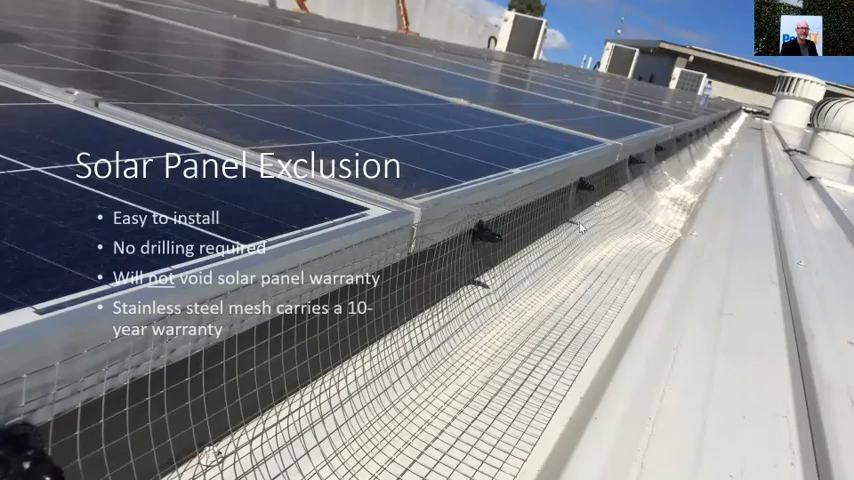 Solar Panel Exclusion
• Easy to install
• No drilling required
• Will not void solar panel warranty
• Stainless steel mesh carries a 10-
year warranty